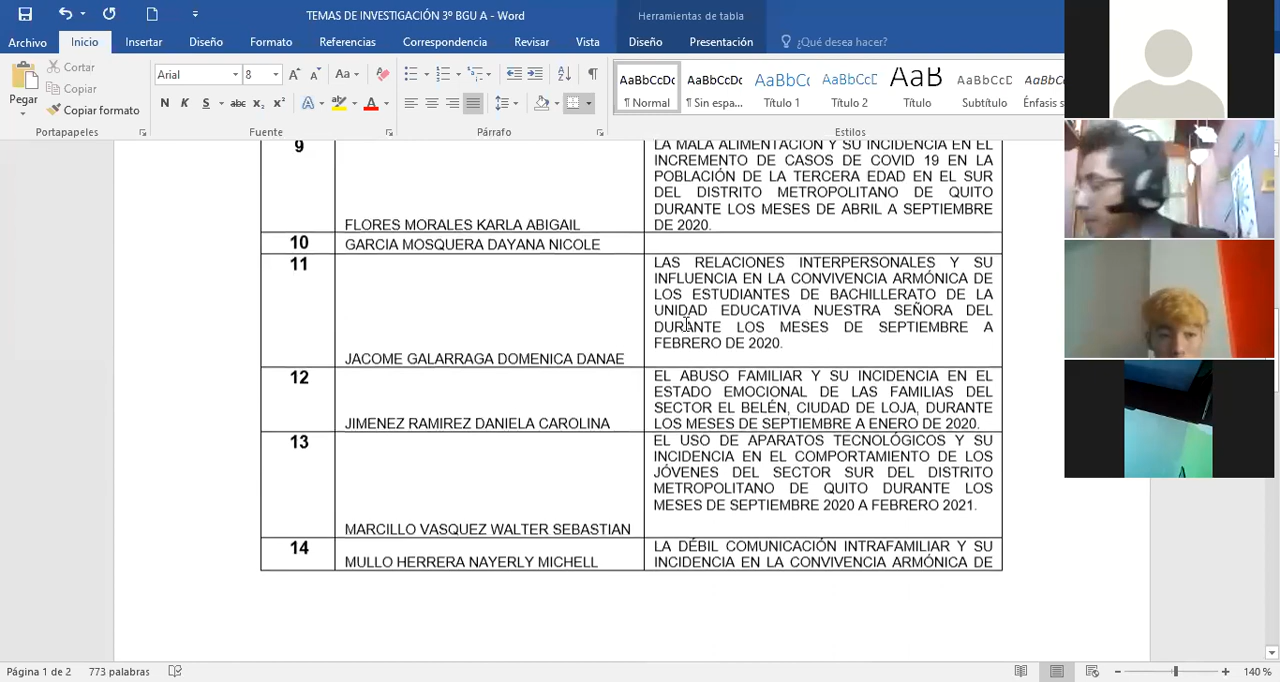 TEMAS DE INVESTIGACIÓN 3º BGU A - Word
Herramientas de tabla
Archivo Inicio Insertar Diseño Formato Referencias Correspondencia Revisar Vista Diseño Presentación ¿Qué desea hacer?
Pegar
Cortar
Copiar
Copiar formato
Portapapeles
Arial 8
Aa
N K S abc x₂ x²
A A
Fuente
Párrafo
AaBbCcDc
¶ Normal
AaBbCcDc
¶ Sin espa...
AaBbCc
Título 1
AaBbCcD
Título 2
AaB
Título
AaBbCcD
Subtítulo
AaBbCcD
Énfasis s
Estilos
9
FLORES MORALES KARLA ABIGAIL
LA MALA ALIMENTACIÓN Y SU INCIDENCIA EN EL
INCREMENTO DE CASOS DE COVID 19 EN LA
POBLACIÓN DE LA TERCERA EDAD EN EL SUR
DEL DISTRITO METROPOLITANO DE QUITO
DURANTE LOS MESES DE ABRIL A SEPTIEMBRE
DE 2020.
10
GARCIA MOSQUERA DAYANA NICOLE
11
JACOME GALARRAGA DOMENICA DANAE
LAS RELACIONES INTERPERSONALES Y SU
INFLUENCIA EN LA CONVIVENCIA ARMÓNICA DE
LOS ESTUDIANTES DE BACHILLERATO DE LA
UNIDAD EDUCATIVA NUESTRA SEÑORA DEL
DURANTE LOS MESES DE SEPTIEMBRE A
FEBRERO DE 2020.
12
JIMENEZ RAMIREZ DANIELA CAROLINA
EL ABUSO FAMILIAR Y SU INCIDENCIA EN EL
ESTADO EMOCIONAL DE LAS FAMILIAS DEL
SECTOR EL BELÉN, CIUDAD DE LOJA, DURANTE
LOS MESES DE SEPTIEMBRE A ENERO DE 2020.
13
MARCILLO VASQUEZ WALTER SEBASTIAN
EL USO DE APARATOS TECNOLÓGICOS Y SU
INCIDENCIA EN EL COMPORTAMIENTO DE LOS
JÓVENES DEL SECTOR SUR DEL DISTRITO
METROPOLITANO DE QUITO DURANTE LOS
MESES DE SEPTIEMBRE 2020 A FEBRERO 2021.
14
MULLO HERRERA NAYERLY MICHELL
LA DÉBIL COMUNICACIÓN INTRAFAMILIAR Y SU
INCIDENCIA EN LA CONVIVENCIA ARMÓNICA DE
Página 1 de 2 773 palabras
140 %